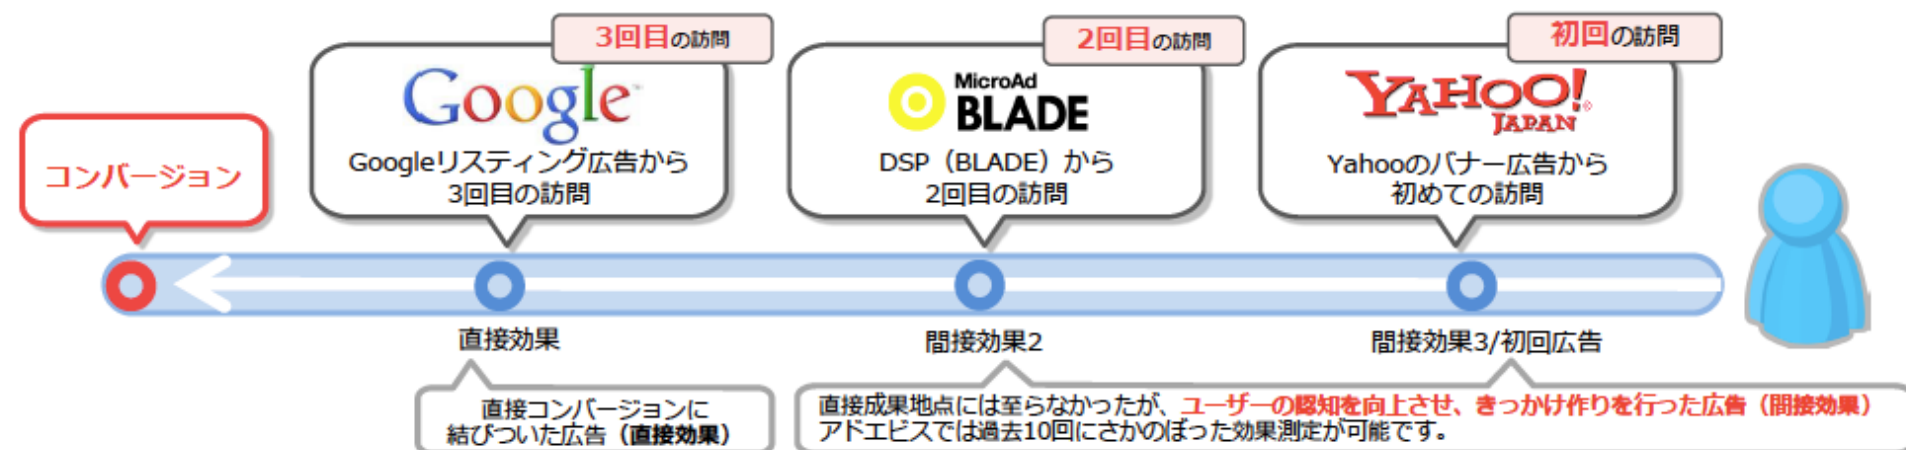 3回目の訪問
Google
Googleリスティング広告から
3回目の訪問
2回目の訪問
MicroAd
BLADE
DSP（BLADE）から
2回目の訪問
初回の訪問
YAHOO!
JAPAN
Yahooのバナー広告から
初めての訪問
コンバージョン
直接効果
間接効果2
間接効果3/初回広告
直接コンバージョンに
結びついた広告（直接効果）
直接成果地点には至らなかったが、ユーザーの認知を向上させ、きっかけ作りを行った広告（間接効果）
アドエビスでは過去10回にさかのぼった効果測定が可能です。